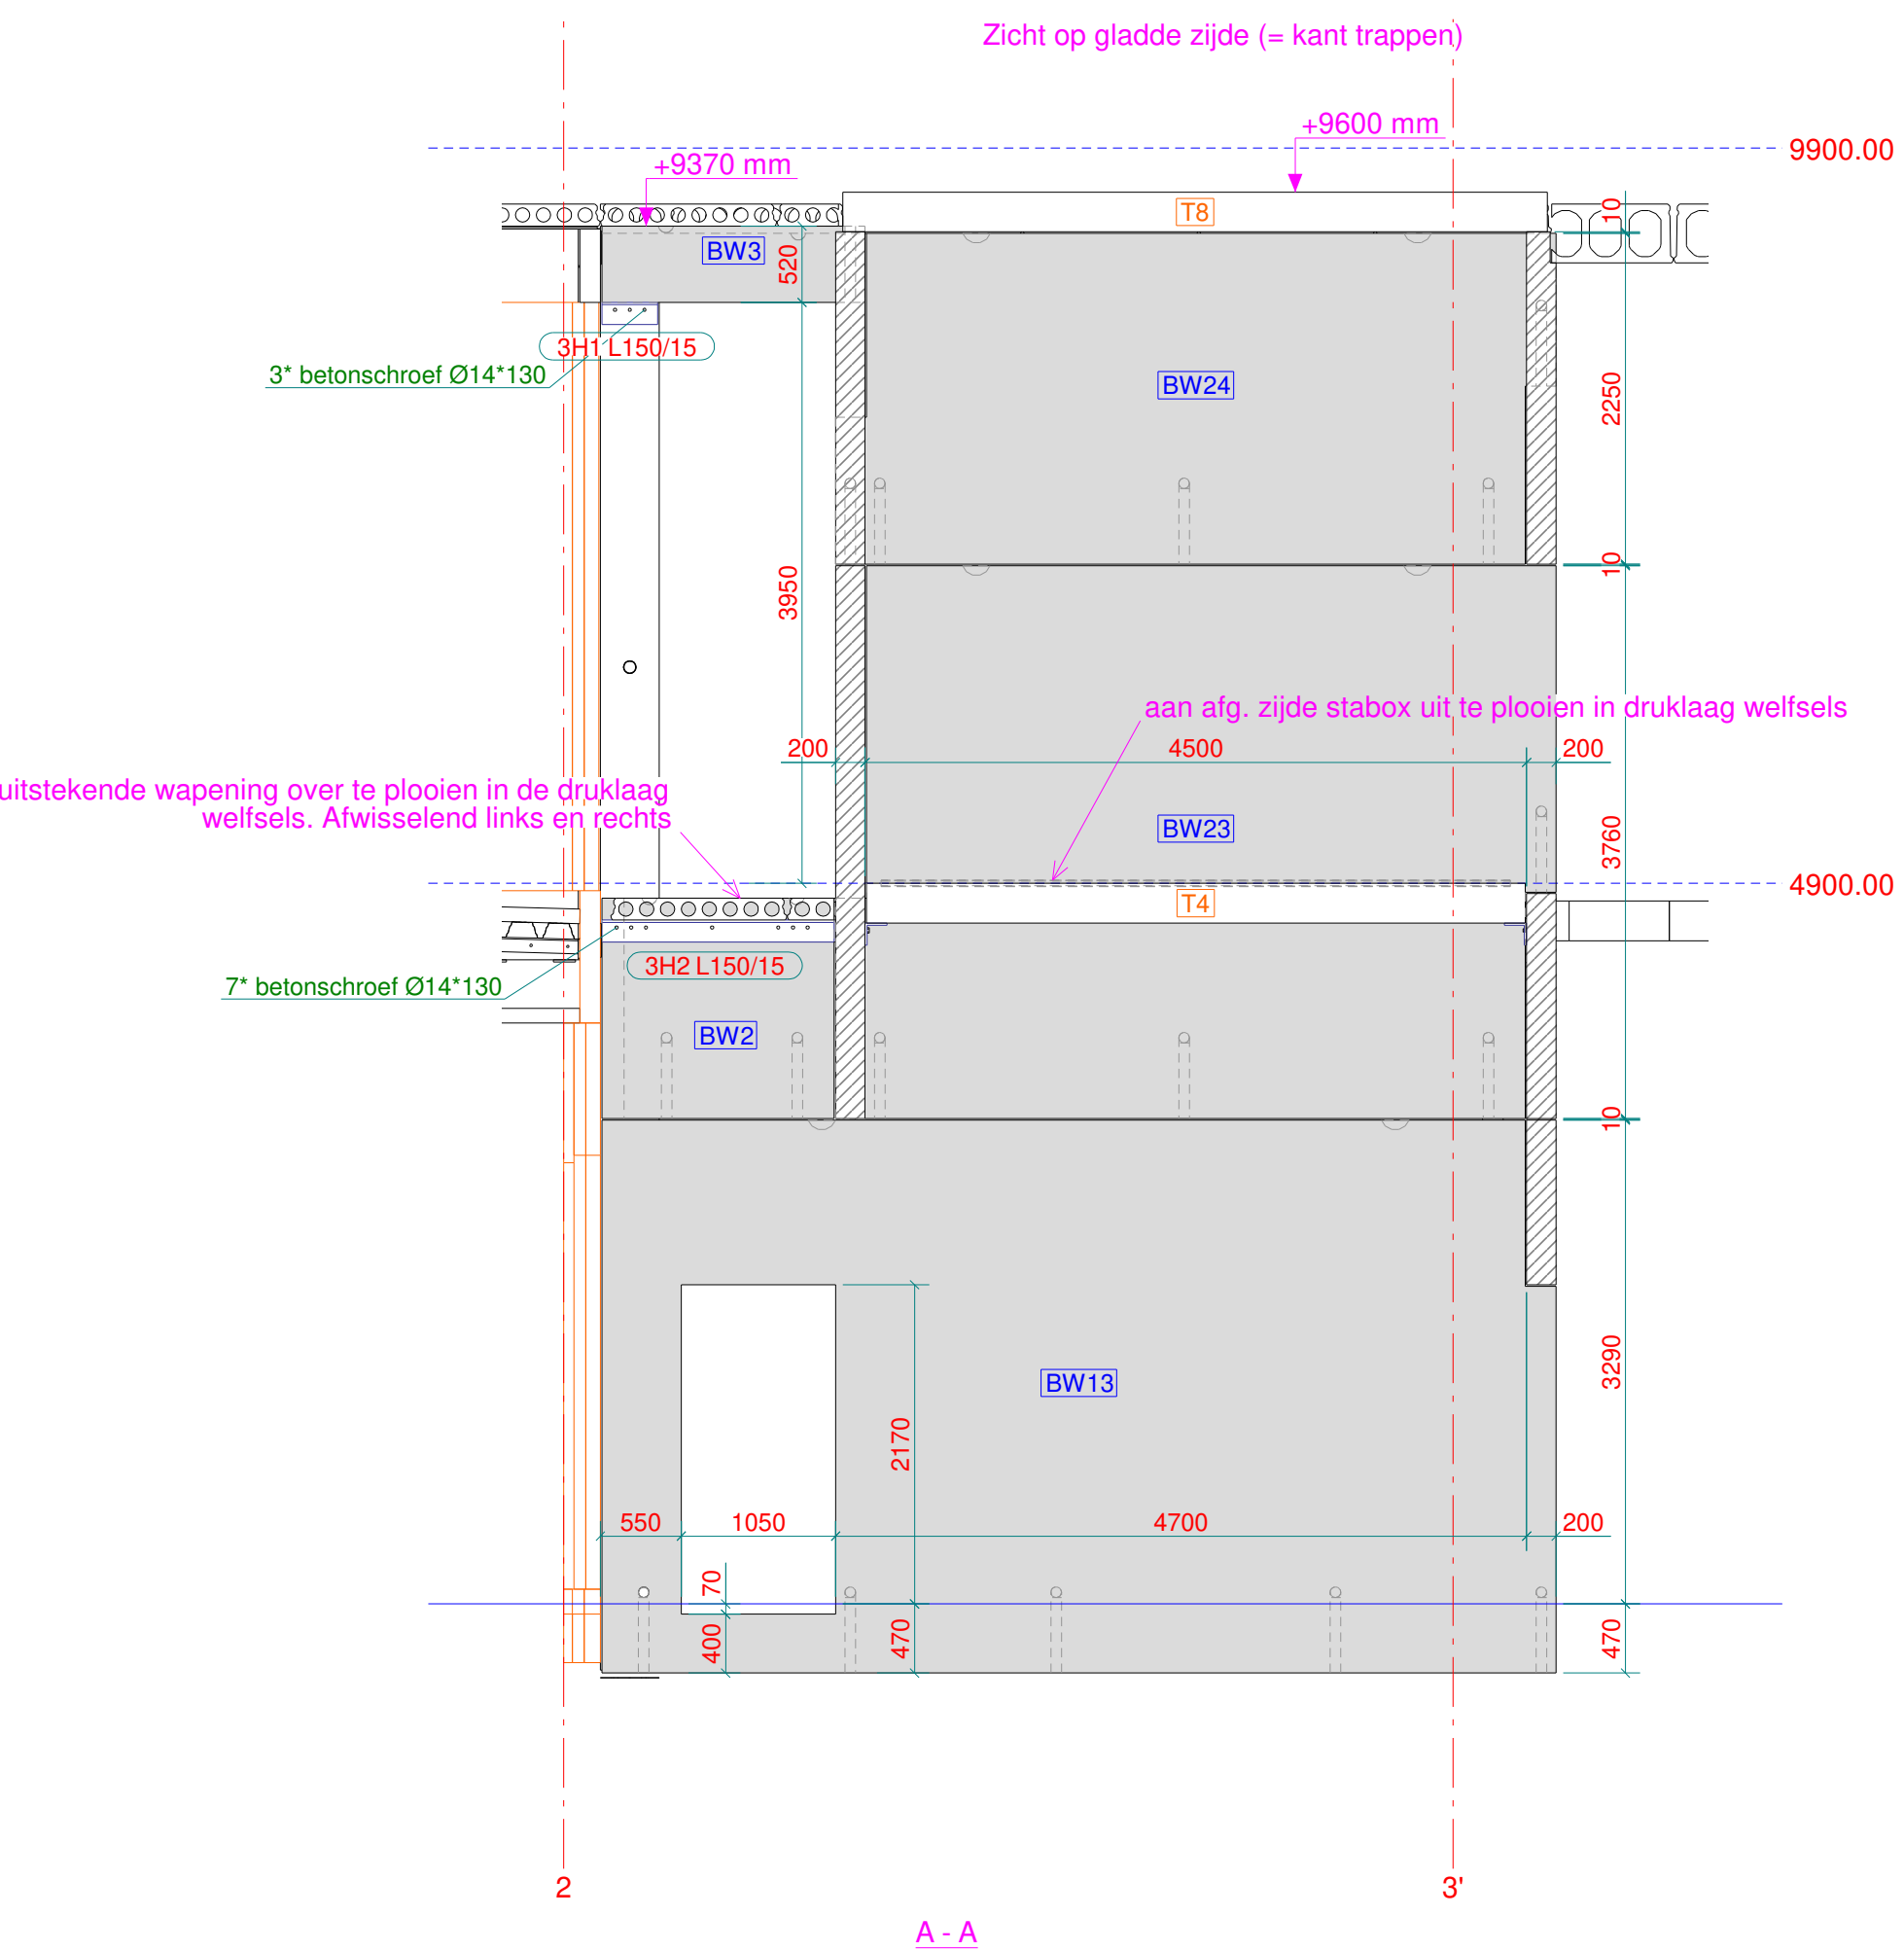 Zicht op gladde zijde (= kant trappen)
+9600 mm
9900.00
+9370 mm
T8
10
BW3
520
3H1 L150/15
3* betonschroef Ø14*130
BW24
2250
10
3950
aan afg. zijde stabox uit te plooien in druklaag welfsels
200
4500
200
uitstekende wapening over te plooien in de druklaag
welfsels. Afwisselend links en rechts
BW23
3760
4900.00
T4
3H2 L150/15
7* betonschroef Ø14*130
BW2
10
BW13
3290
2170
550
1050
4700
200
70
400
470
470
2
3'
A - A